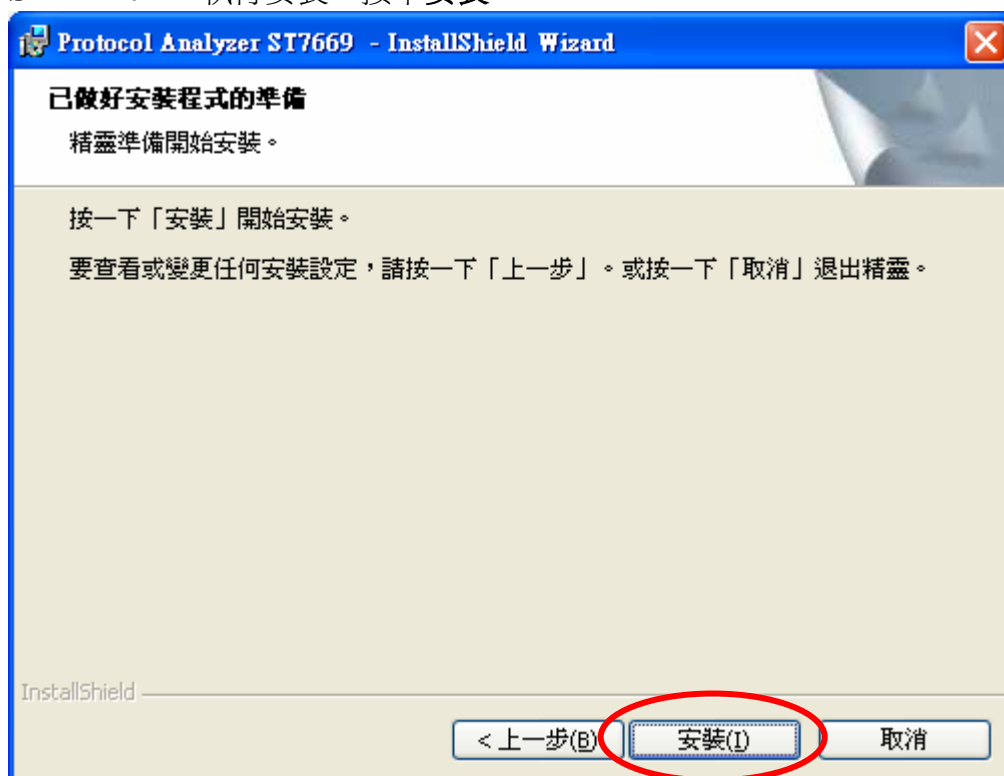 Protocol Analyzer ST7669 - InstallShield Wizard
已做好安裝程式的準備
精靈準備開始安裝。
按一下「安裝」開始安裝。
要查看或變更任何安裝設定，請按一下「上一步」。或按一下「取消」退出精靈。
InstallShield
< 上一步(B) 安裝(I) 取消